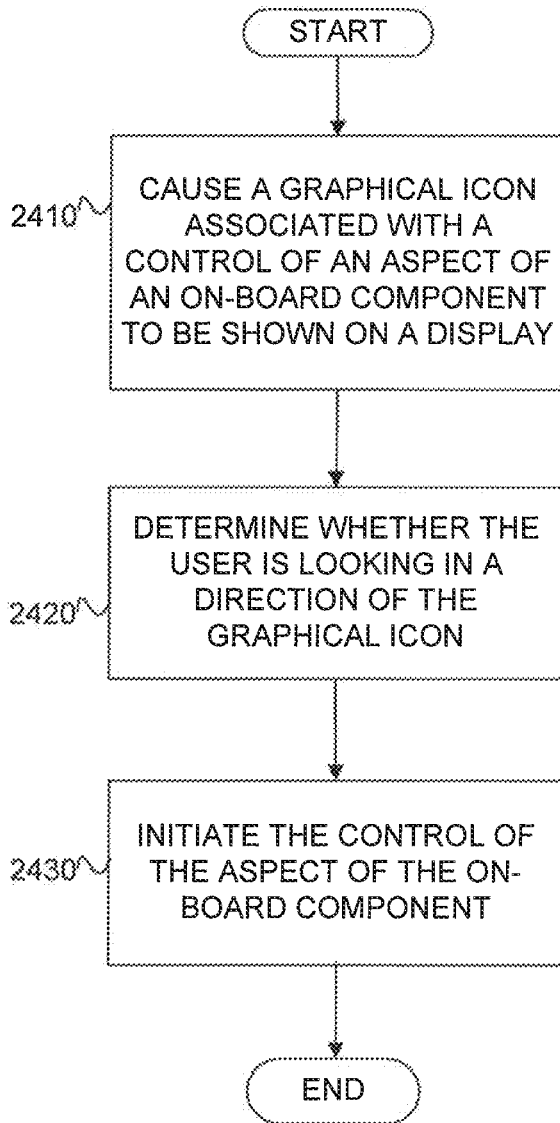 START
2410
CAUSE A GRAPHICAL ICON
ASSOCIATED WITH A
CONTROL OF AN ASPECT OF
AN ON-BOARD COMPONENT
TO BE SHOWN ON A DISPLAY
2420
DETERMINE WHETHER THE
USER IS LOOKING IN A
DIRECTION OF THE
GRAPHICAL ICON
2430
INITIATE THE CONTROL OF
THE ASPECT OF THE ON-
BOARD COMPONENT
END